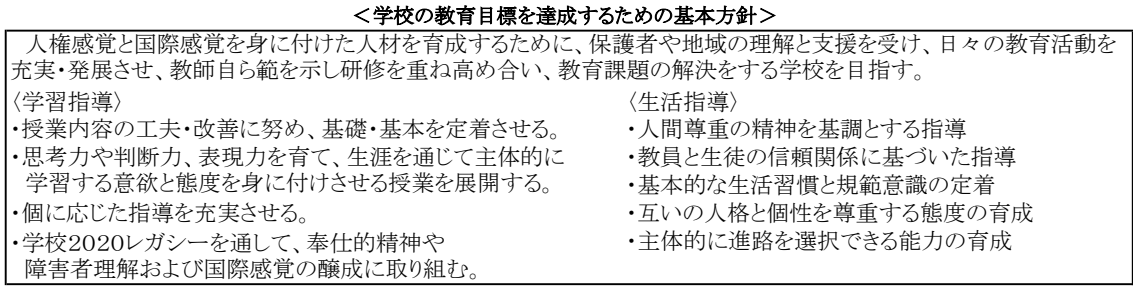 ＜学校の教育目標を達成するための基本方針＞
人権感覚と国際感覚を身に付けた人材を育成するために、保護者や地域の理解と支援を受け、日々の教育活動を
充実・発展させ、教師自ら範を示し研修を重ね高め合い、教育課題の解決をする学校を目指す。
〈学習指導〉
・授業内容の工夫・改善に努め、基礎・基本を定着させる。
・思考力や判断力、表現力を育て、生涯を通じて主体的に
学習する意欲と態度を身に付けさせる授業を展開する。
・個に応じた指導を充実させる。
・学校2020レガシーを通して、奉仕的精神や
障害者理解および国際感覚の醸成に取り組む。
〈生活指導〉
・人間尊重の精神を基調とする指導
・教員と生徒の信頼関係に基づいた指導
・基本的な生活習慣と規範意識の定着
・互いの人格と個性を尊重する態度の育成
・主体的に進路を選択できる能力の育成